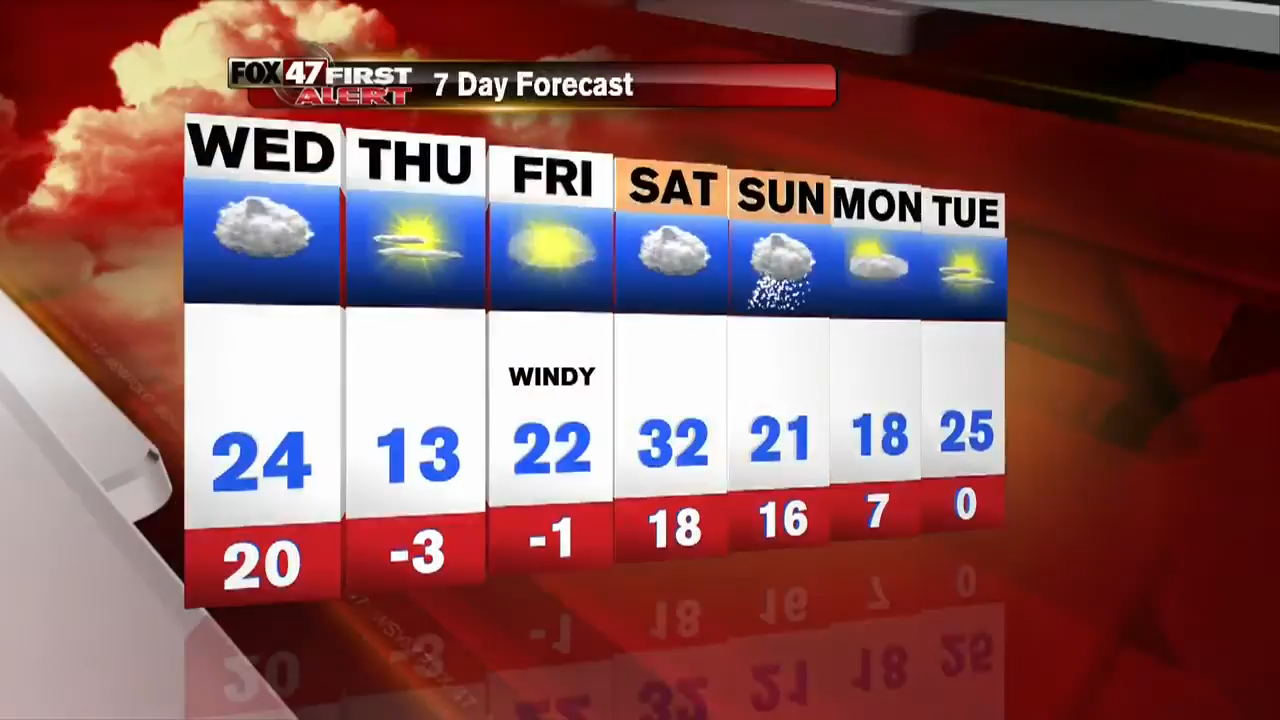 FOX 47 FIRST
ALERT
7 Day Forecast
WED THU FRI SAT SUN MON TUE
WINDY
24 13 22 32 21 18 25
20 -3 -1 18 16 7 0